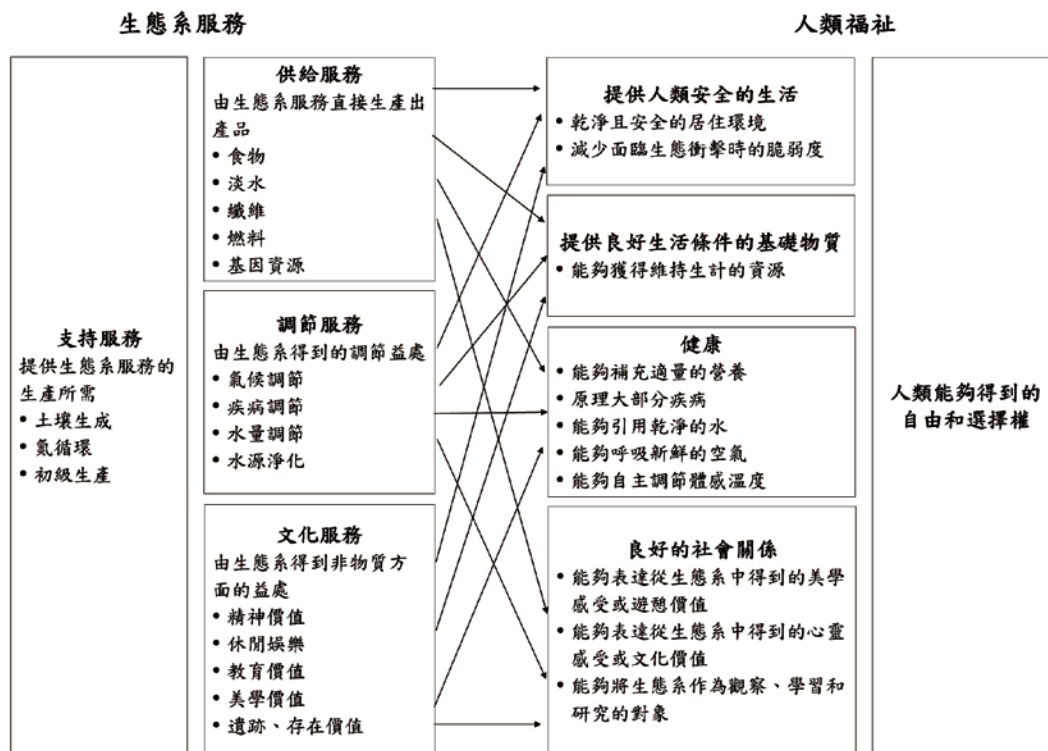 生態系服務
人類福祉
支持服務
提供生態系服務的
生產所需
• 土壤生成
• 氮循環
• 初級生產
供給服務
由生態系服務直接生產出
產品
• 食物
• 淡水
• 纖維
• 燃料
• 基因資源
調節服務
由生態系得到的調節益處
• 氣候調節
• 疾病調節
• 水量調節
• 水源淨化
文化服務
由生態系得到非物質方
面的益處
• 精神價值
• 休閒娛樂
• 教育價值
• 美學價值
• 遺跡、存在價值
提供人類安全的生活
• 乾淨且安全的居住環境
• 減少面臨生態衝擊時的脆弱度
提供良好生活條件的基礎物質
• 能夠獲得維持生計的資源
健康
• 能夠補充適量的營養
• 原理大部分疾病
• 能夠引用乾淨的水
• 能夠呼吸新鮮的空氣
• 能夠自主調節體感溫度
良好的社會關係
• 能夠表達從生態系中得到的美學
感受或遊憩價值
• 能夠表達從生態系中得到的心靈
感受或文化價值
• 能夠將生態系作為觀察、學習和
研究的對象
人類能夠得到的
自由和選擇權